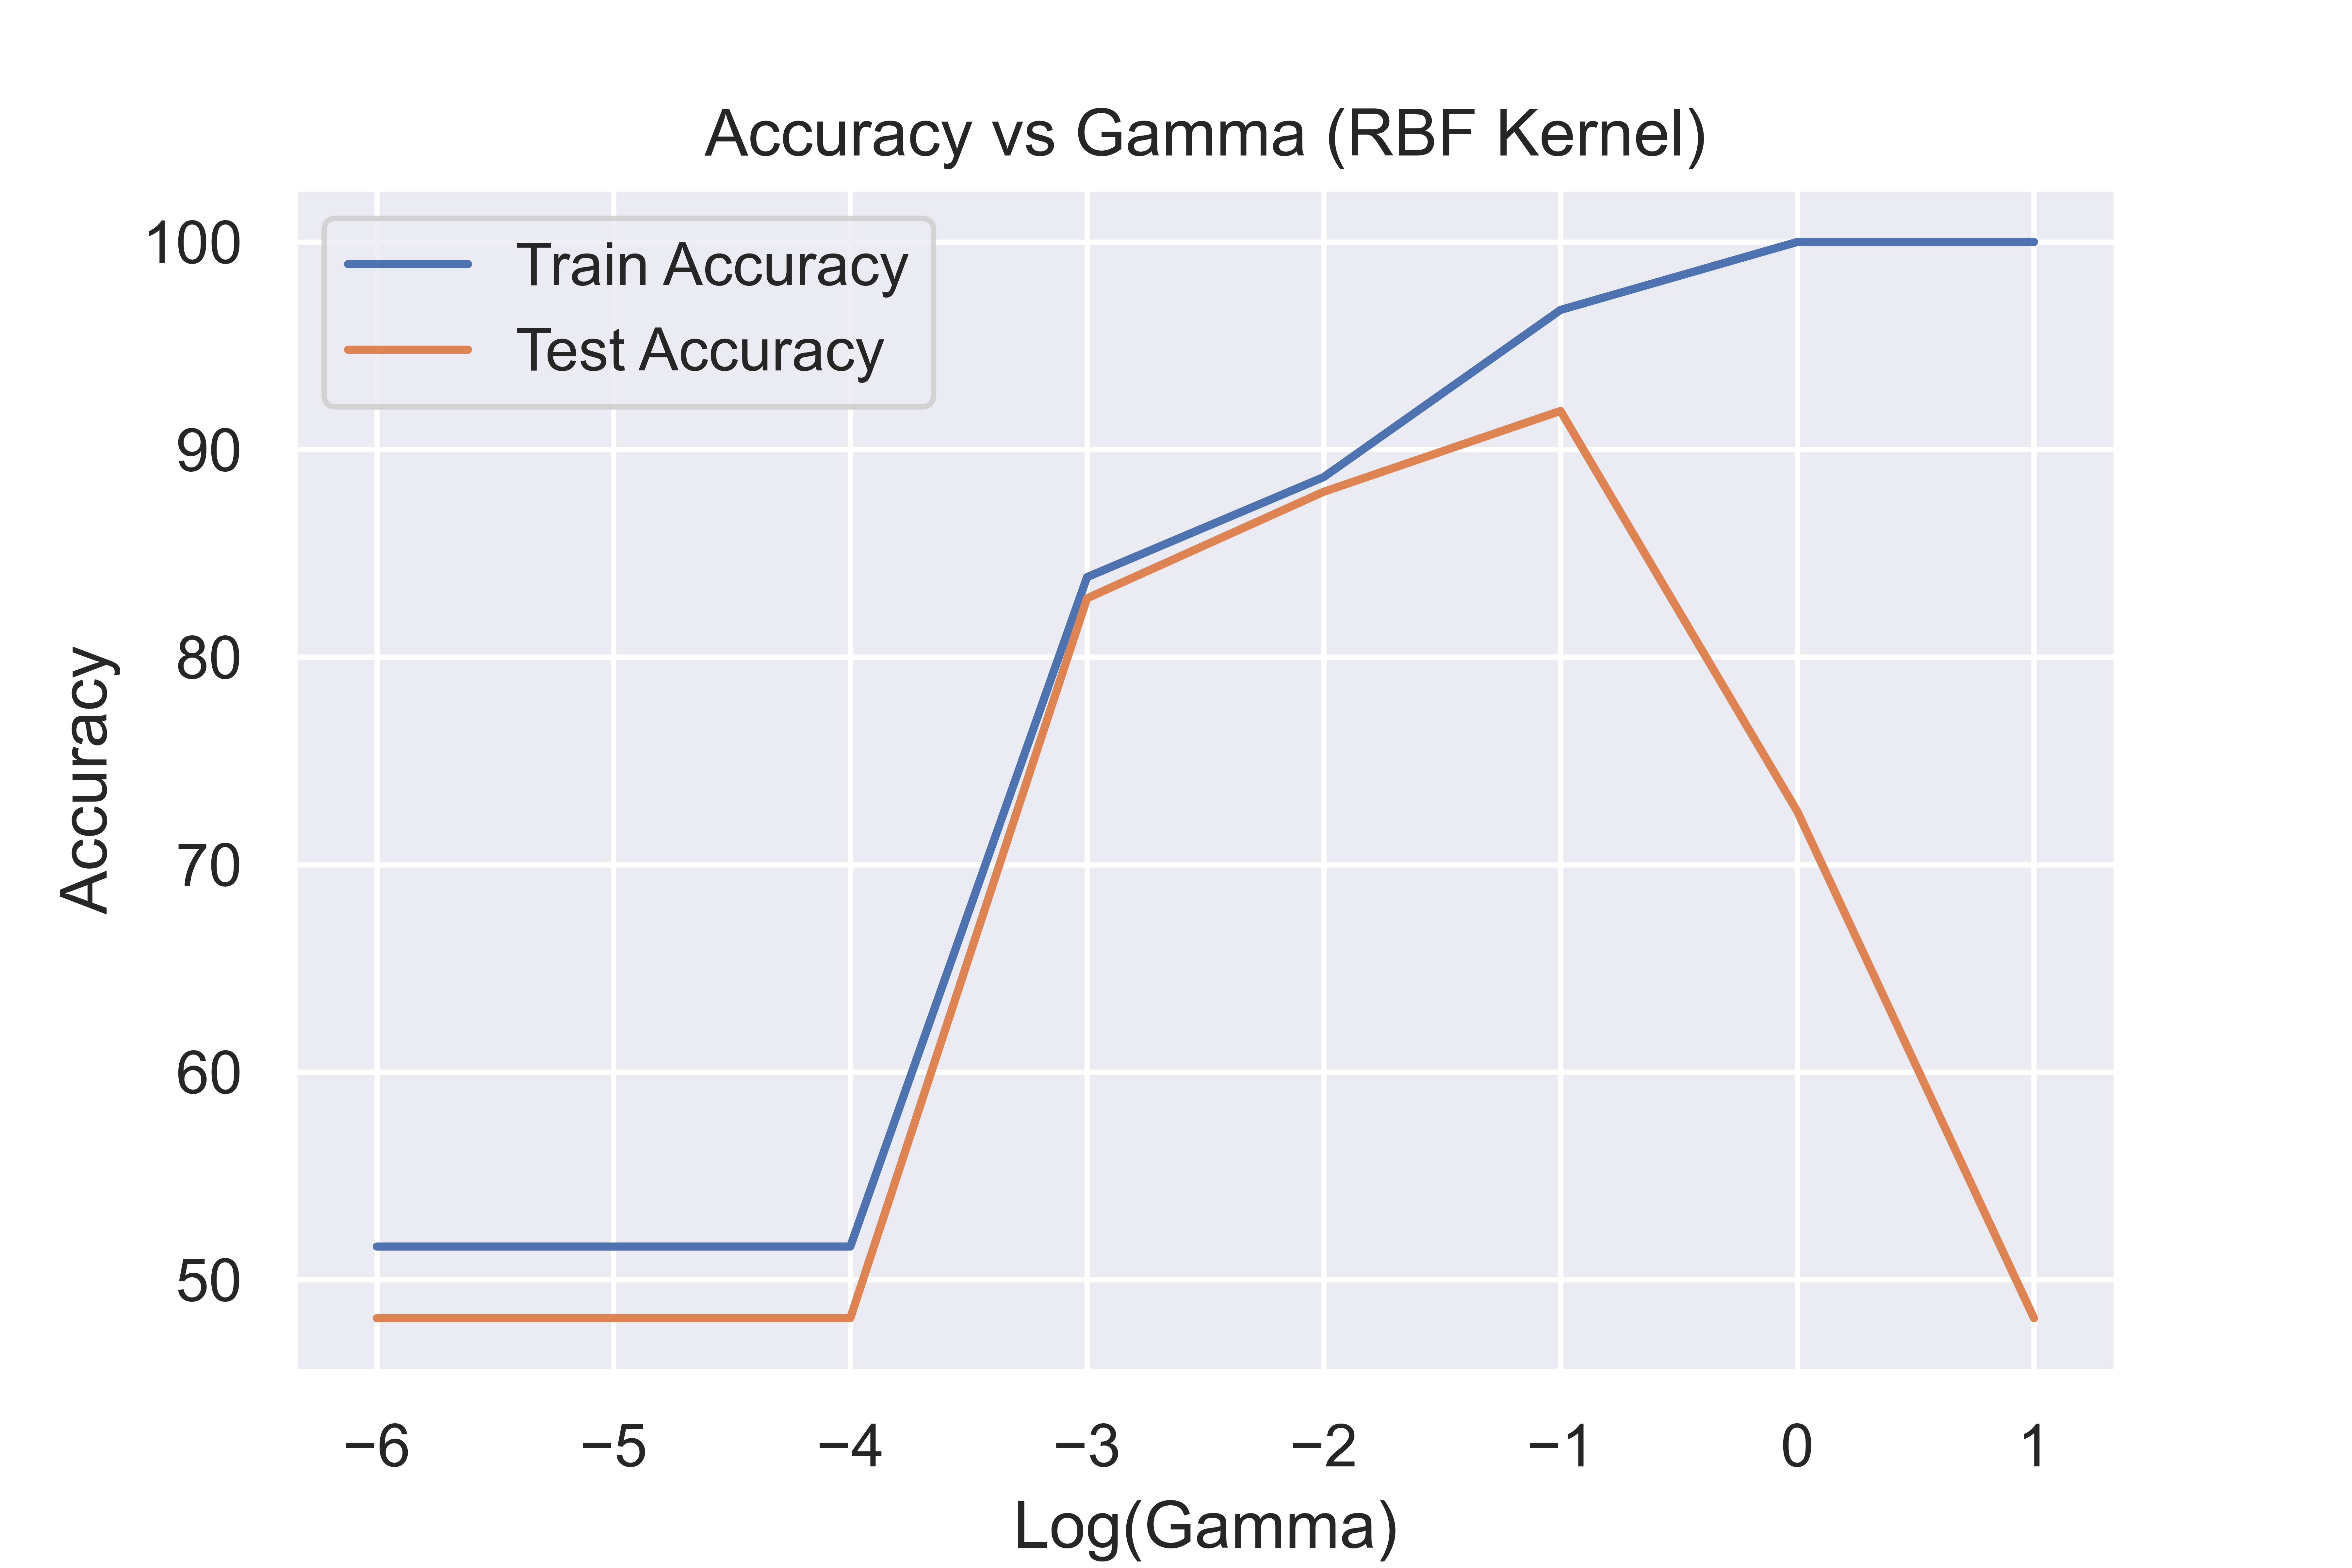 Accuracy vs Gamma (RBF Kernel)
Train Accuracy
Test Accuracy
100
90
80
70
60
50
Accuracy
−6 −5 −4 −3 −2 −1 0 1
Log(Gamma)